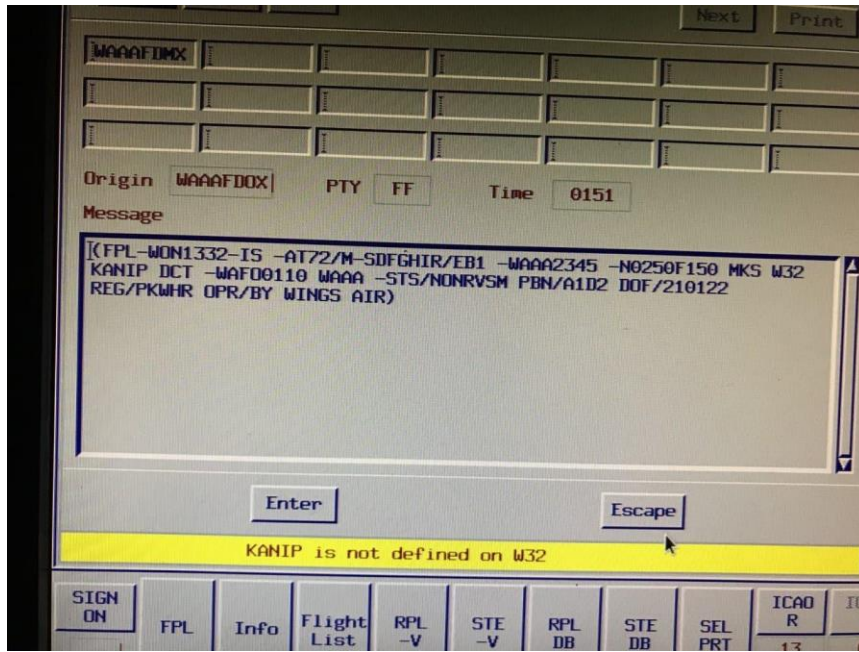 Next Print
WAAAFDMX
Origin WAAAFDOX PTY FF Time 0151
Message
(FPL-WON1332-IS -AT72/M-SDFGHIR/EB1 -WAAA2345 -N0250F150 MKS W32
KANIP DCT -WAFO0110 WAAA -STS/NONRVSM PBN/A1D2 DOF/210122
REG/PKWHR OPR/BY WINGS AIR)
Enter Escape
KANIP is not defined on W32
SIGN
ON
FPL
Info
Flight
List
RPL
-V
STE
-V
RPL
DB
STE
DB
SEL
PRT
ICAO
R
13